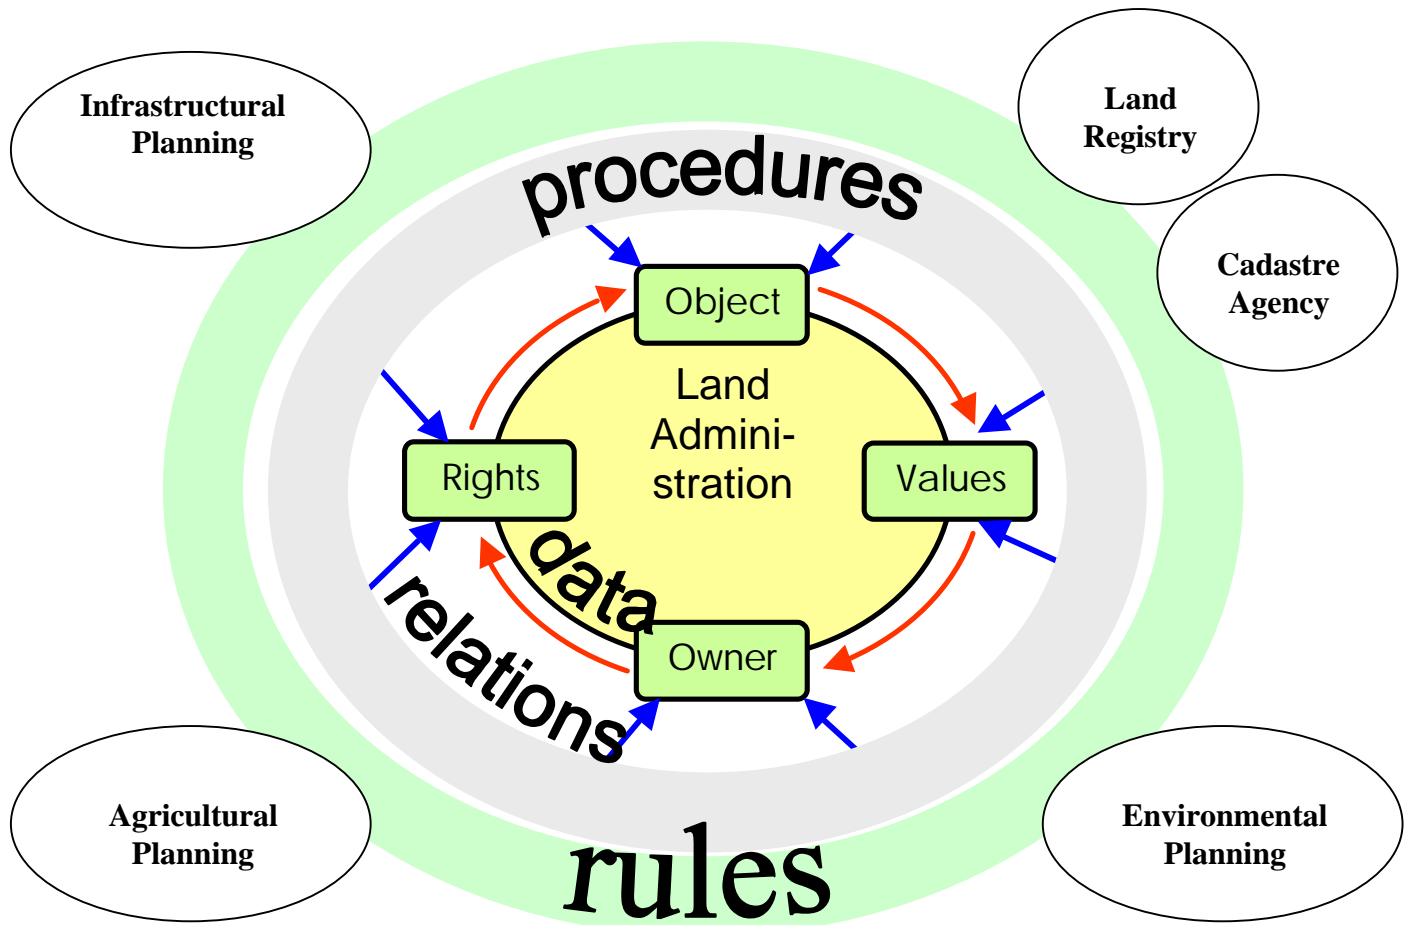 Infrastructural
Planning
Land
Registry
Cadastre
Agency
procedures
Object
Land
Admini-
stration
Rights
Values
data
relations
Owner
Agricultural
Planning
Environmental
Planning
rules